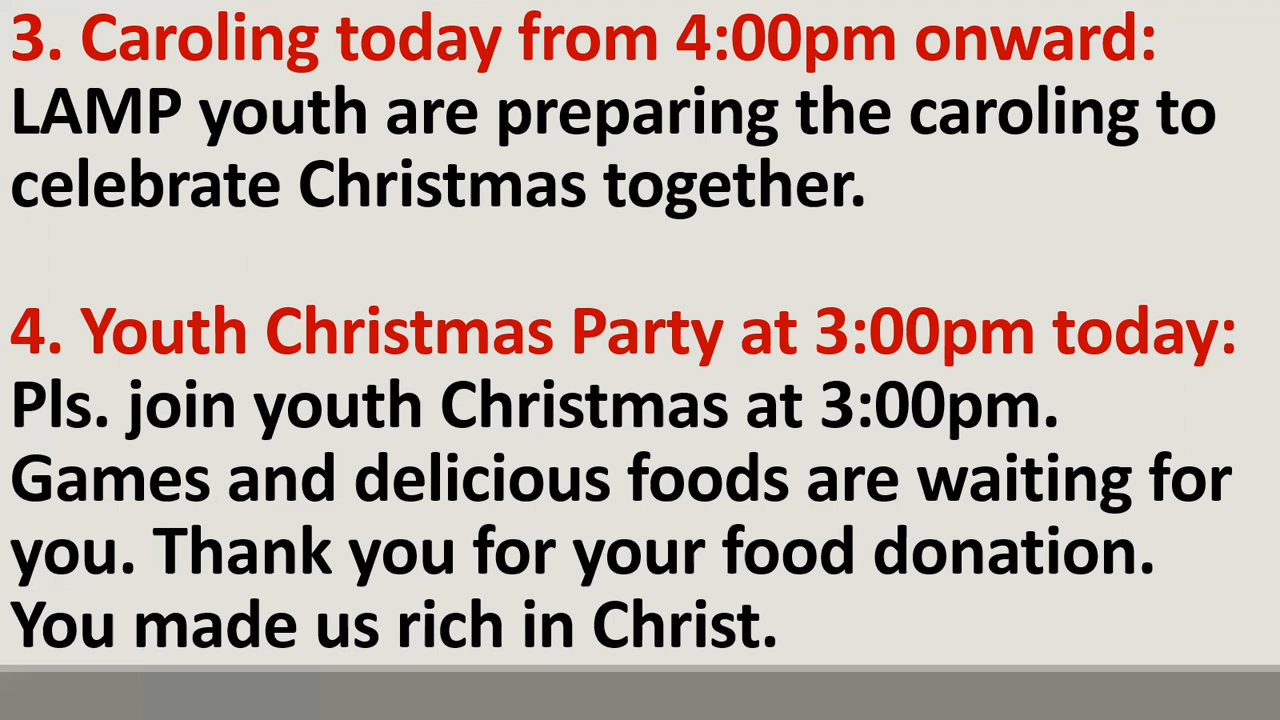 3. Caroling today from 4:00pm onward:
LAMP youth are preparing the caroling to
celebrate Christmas together.
4. Youth Christmas Party at 3:00pm today:
Pls. join youth Christmas at 3:00pm.
Games and delicious foods are waiting for
you. Thank you for your food donation.
You made us rich in Christ.